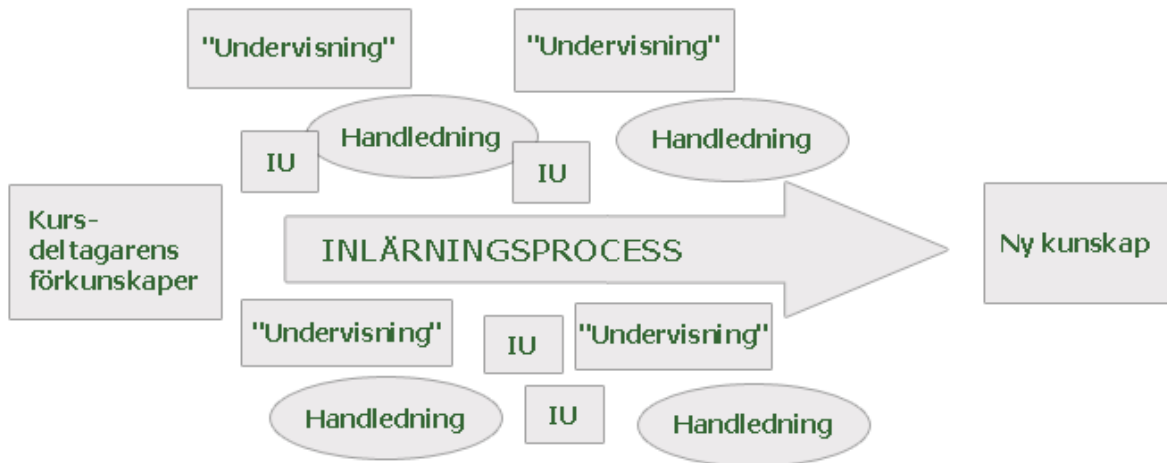 "Undervisning"
"Undervisning"
Handledning
Handledning
IU
IU
Kurs-
deltagarens
förkunskaper
INLÄRNINGSPROCESS
Ny kunskap
"Undervisning"
IU
"Undervisning"
Handledning
IU
Handledning